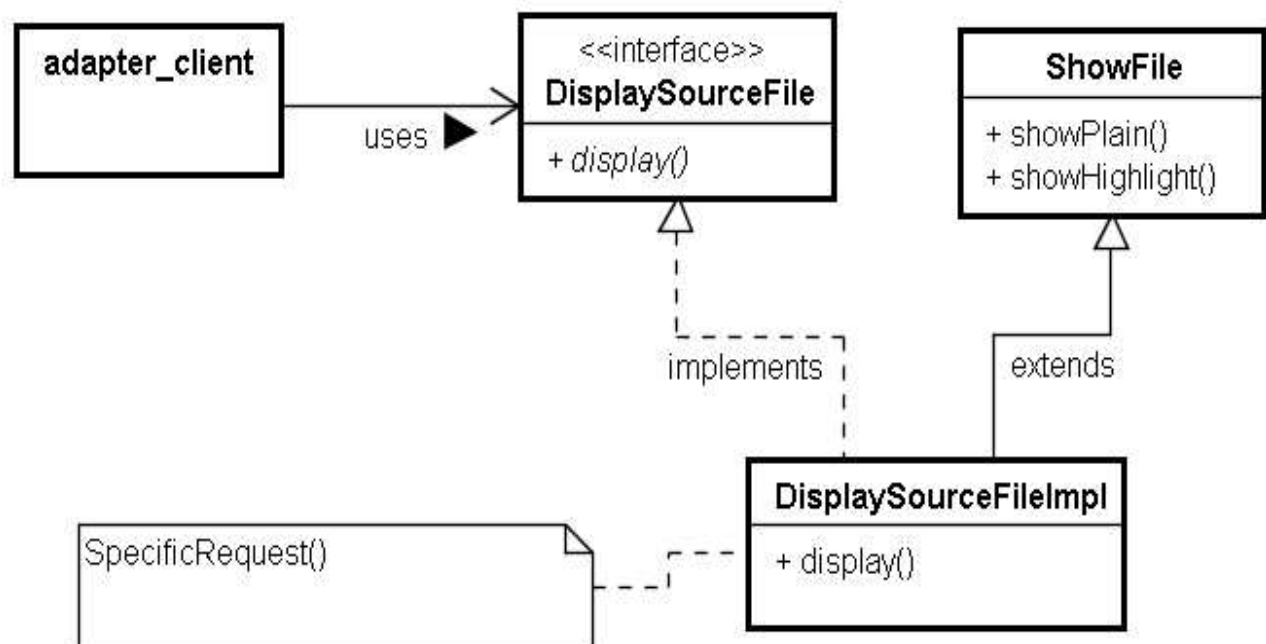 adapter_client
uses
<<interface>>
DisplaySourceFile
+ display()
ShowFile
+ showPlain()
+ showHighlight()
implements
extends
DisplaySourceFileImpl
+ display()
SpecificRequest()